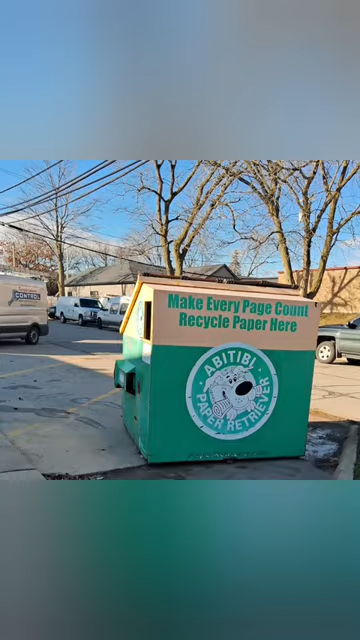 Make Every Page Count
Recycle Paper Here
ABITIBI
PAPER RETRIEVER
CONTROL